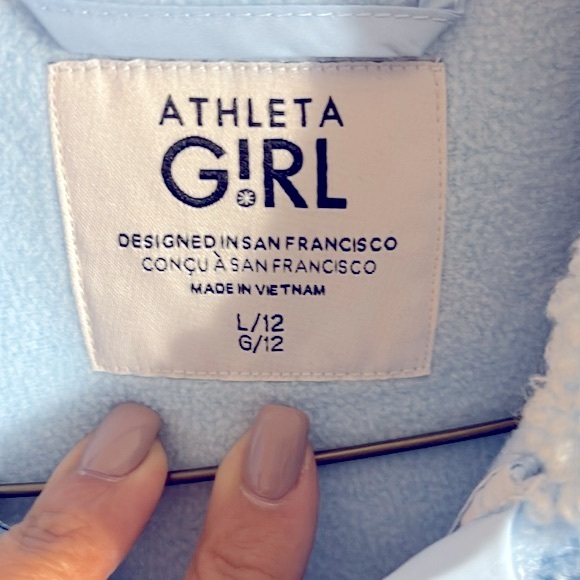 ATHLETA
G!RL
DESIGNED IN SAN FRANCISCO
CONÇU À SAN FRANCISCO
MADE IN VIETNAM
L/12
G/12